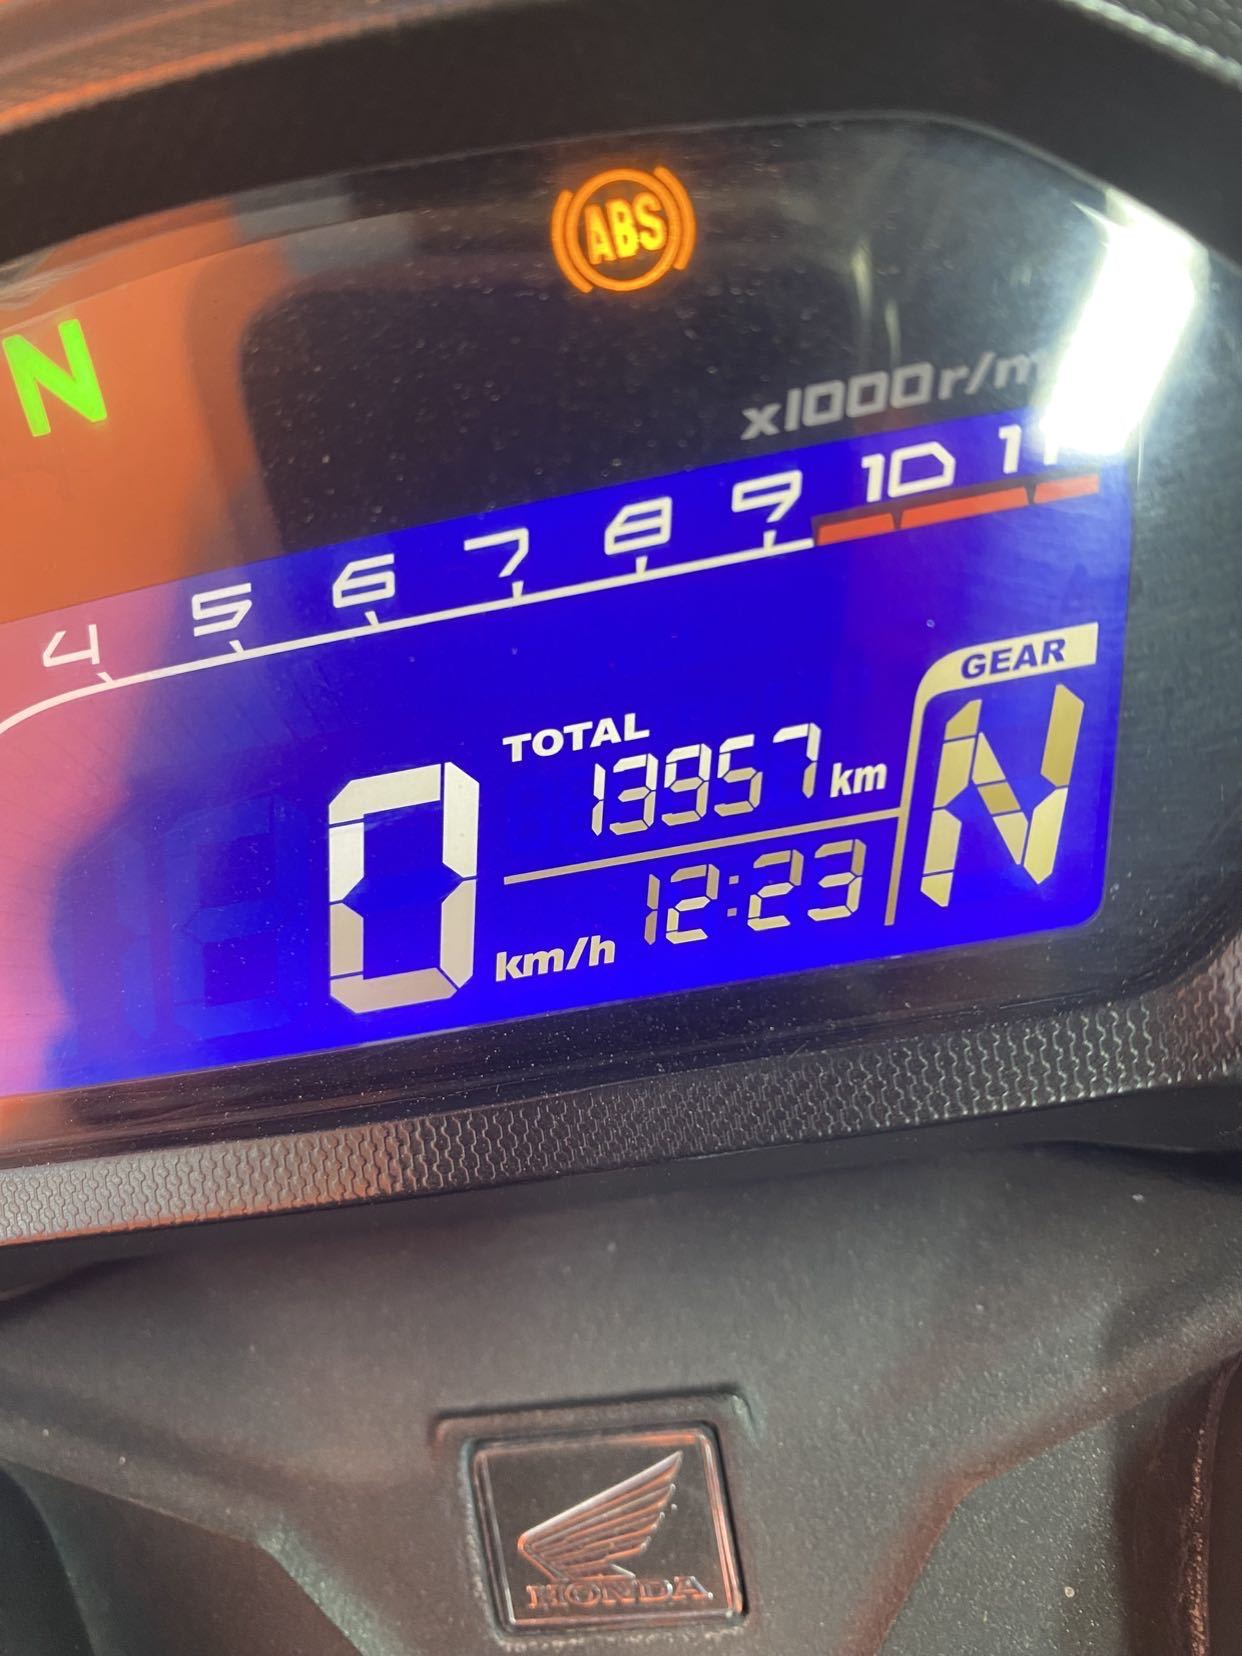 ABS
N
x1000r/m
4 5 6 7 8 9 10 11
GEAR
N
TOTAL
13957 km
0 km/h
12:23
HONDA